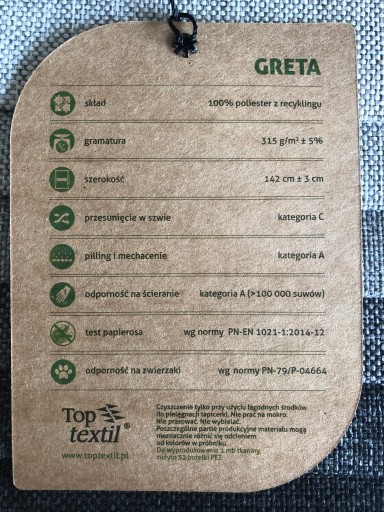 GRETA
skład 100% poliester z recyklingu
gramatura 315 g/m² ± 5%
szerokość 142 cm ± 3 cm
przesunięcie w szwie kategoria C
pilling i mechacenie kategoria A
odporność na ścieranie kategoria A (>100 000 suwów)
test papierosa wg normy PN-EN 1021-1:2014-12
odporność na zwierzaki wg normy PN-79/P-04664
Top textil®
www.toptextil.pl
Czyszczenie tylko przy użyciu łagodnych środków
do pielęgnacji tapicerki. Nie prać na mokro.
Nie prasować. Nie wybielać.
Poszczególne partie produkcyjne materiału mogą
nieznacznie różnić się odcieniem
od kolorów w próbniku.
Do wyprodukowania 1 mb tkaniny
zużyto 52 butelki PET.